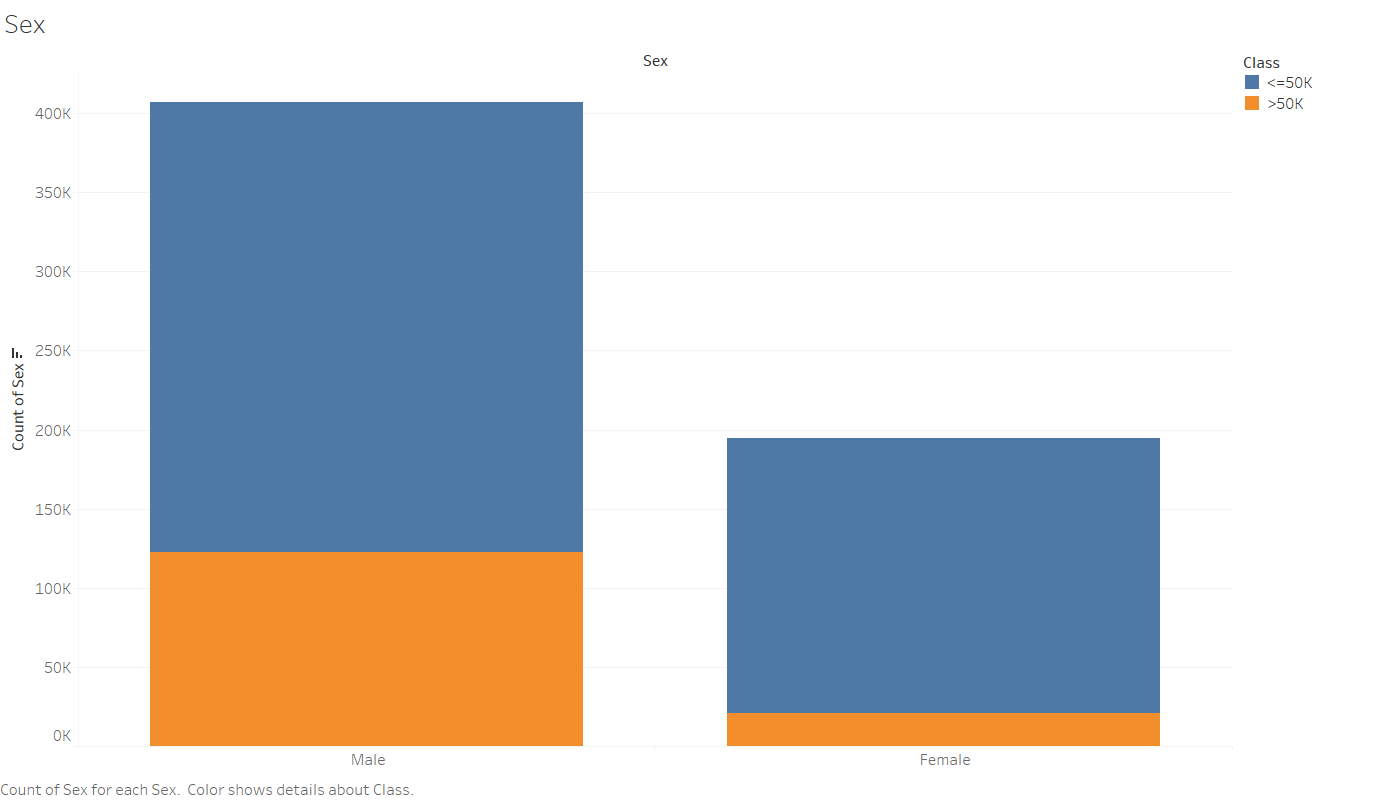 Sex
Sex
Class
<=50K
>50K
400K
350K
300K
250K
200K
150K
100K
50K
0K
Count of Sex
Male
Female
Count of Sex for each Sex.  Color shows details about Class.